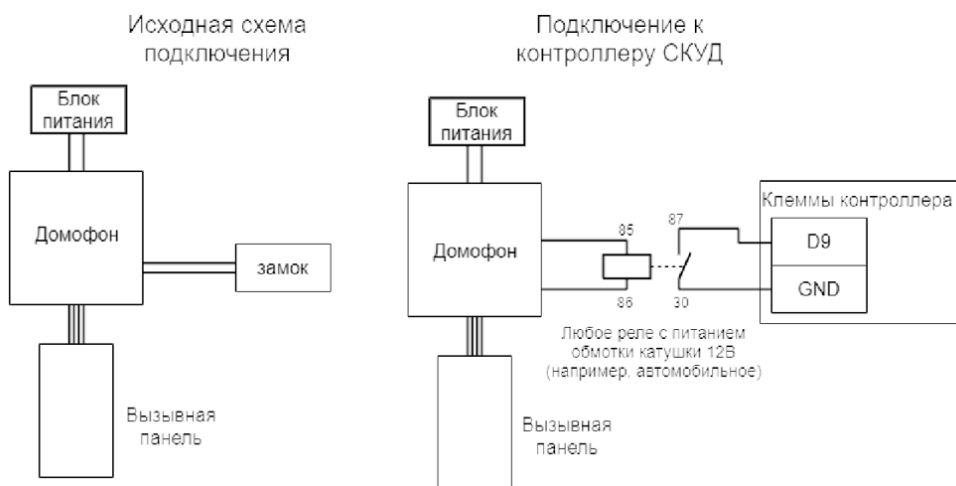 Исходная схема
подключения
Блок
питания
Домофон
замок
Вызывная
панель
Подключение к
контроллеру СКУД
Блок
питания
Домофон
85
86
87
30
Клеммы контроллера
D9
GND
Любое реле с питанием
обмотки катушки 12В
(например, автомобильное)
Вызывная
панель